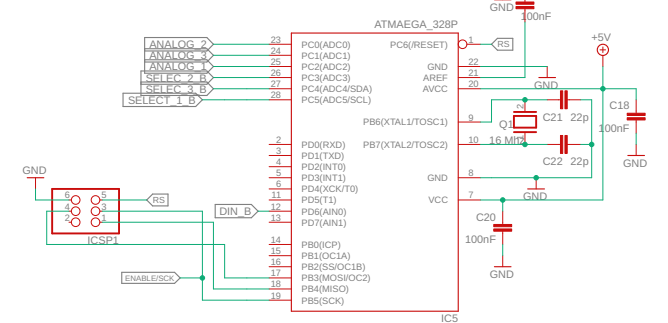 GND
100nF
ATMAEGA_328P
+5V
ANALOG_2 23 PC0(ADC0) PC6(/RESET) 1 RS
ANALOG_3 24 PC1(ADC1)
ANALOG_1 25 PC2(ADC2) GND 22
SELEC_2_B 26 PC3(ADC3) AREF 21 GND
SELEC_3_B 27 PC4(ADC4/SDA) AVCC 20
SELECT_1_B 28 PC5(ADC5/SCL)
2 C21 22p C18
PB6(XTAL1/TOSC1) 9 Q1 100nF
2 PD0(RXD) PB7(XTAL2/TOSC2) 10 16 MHz
3 PD1(TXD)
4 PD2(INT0) C22 22p GND
5 PD3(INT1) GND 8
GND
6 PD4(XCK/T0) GND
11 PD5(T1) VCC 7
6 5 RS
4 3 DIN_B 12 PD6(AIN0) C20
2 1 13 PD7(AIN1)
ICSP1 100nF
14 PB0(ICP)
15 PB1(OC1A)
16 PB2(SS/OC1B) GND
ENABLE/SCK 17 PB3(MOSI/OC2)
18 PB4(MISO)
19 PB5(SCK)
IC5